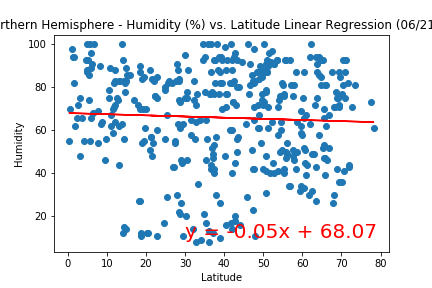 rthern Hemisphere - Humidity (%) vs. Latitude Linear Regression (06/21
100
80
60
40
20
Humidity
y = -0.05x + 68.07
0 10 20 30 40 50 60 70 80
Latitude